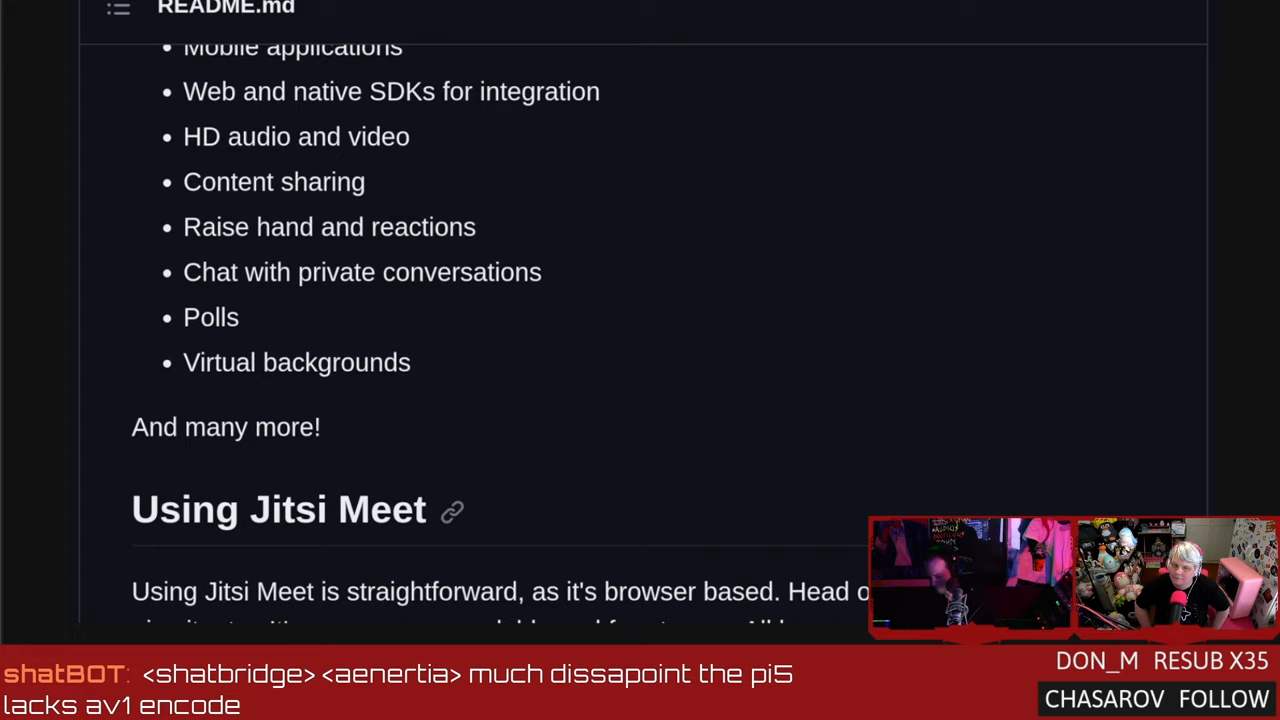 README.md
Mobile applications
Web and native SDKs for integration
HD audio and video
Content sharing
Raise hand and reactions
Chat with private conversations
Polls
Virtual backgrounds
And many more!
Using Jitsi Meet
Using Jitsi Meet is straightforward, as it's browser based. Head
shatBOT: <shatbridge> <aenertia> much dissapoint the pi5
lacks av1 encode
DON_M RESUB X35
CHASAROV FOLLOW